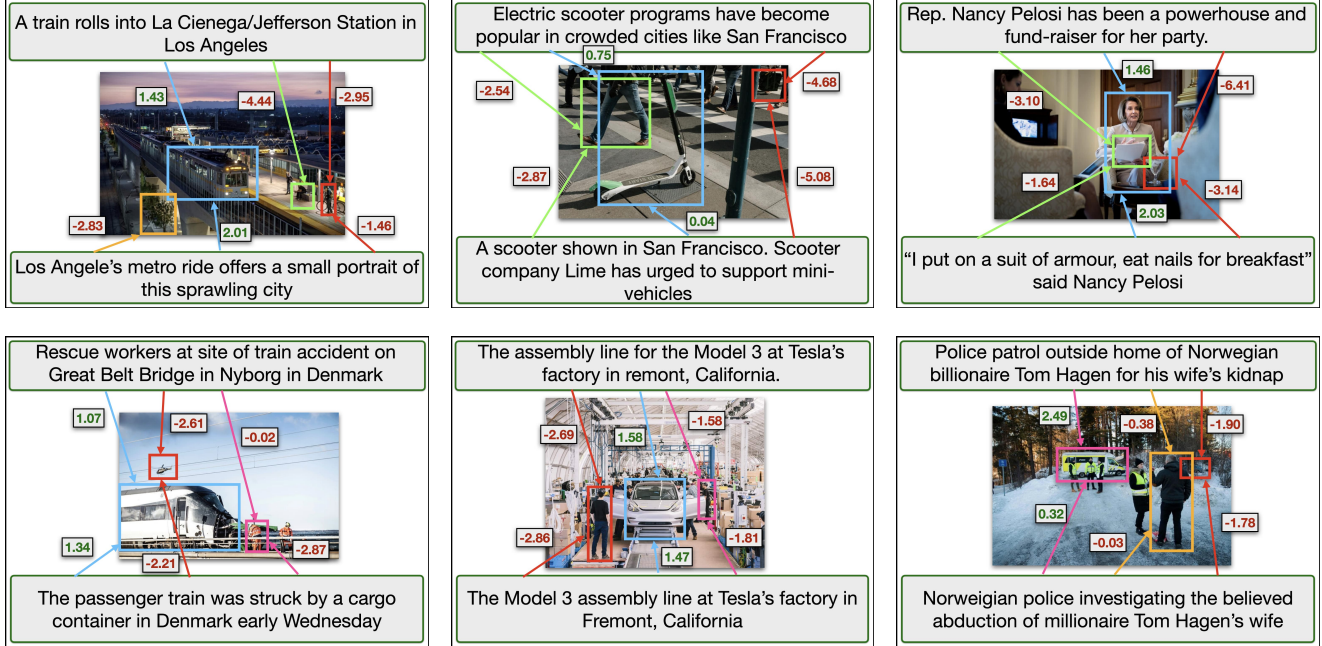 A train rolls into La Cienega/Jefferson Station in
Los Angeles
1.43
-4.44
-2.95
-2.83
2.01
-1.46
Los Angele's metro ride offers a small portrait of
this sprawling city
Electric scooter programs have become
popular in crowded cities like San Francisco
0.75
-2.54
-4.68
-2.87
-5.08
0.04
A scooter shown in San Francisco. Scooter
company Lime has urged to support mini-
vehicles
Rep. Nancy Pelosi has been a powerhouse and
fund-raiser for her party.
1.46
-3.10
-6.41
-1.64
-3.14
2.03
“I put on a suit of armour, eat nails for breakfast”
said Nancy Pelosi
Rescue workers at site of train accident on
Great Belt Bridge in Nyborg in Denmark
1.07
-2.61
-0.02
1.34
-2.21
-2.87
The passenger train was struck by a cargo
container in Denmark early Wednesday
The assembly line for the Model 3 at Tesla's
factory in remont, California.
-2.69
1.58
-1.58
-2.86
1.47
-1.81
The Model 3 assembly line at Tesla's factory in
Fremont, California
Police patrol outside home of Norwegian
billionaire Tom Hagen for his wife's kidnap
2.49
-0.38
-1.90
0.32
-0.03
-1.78
Norweigian police investigating the believed
abduction of millionaire Tom Hagen's wife